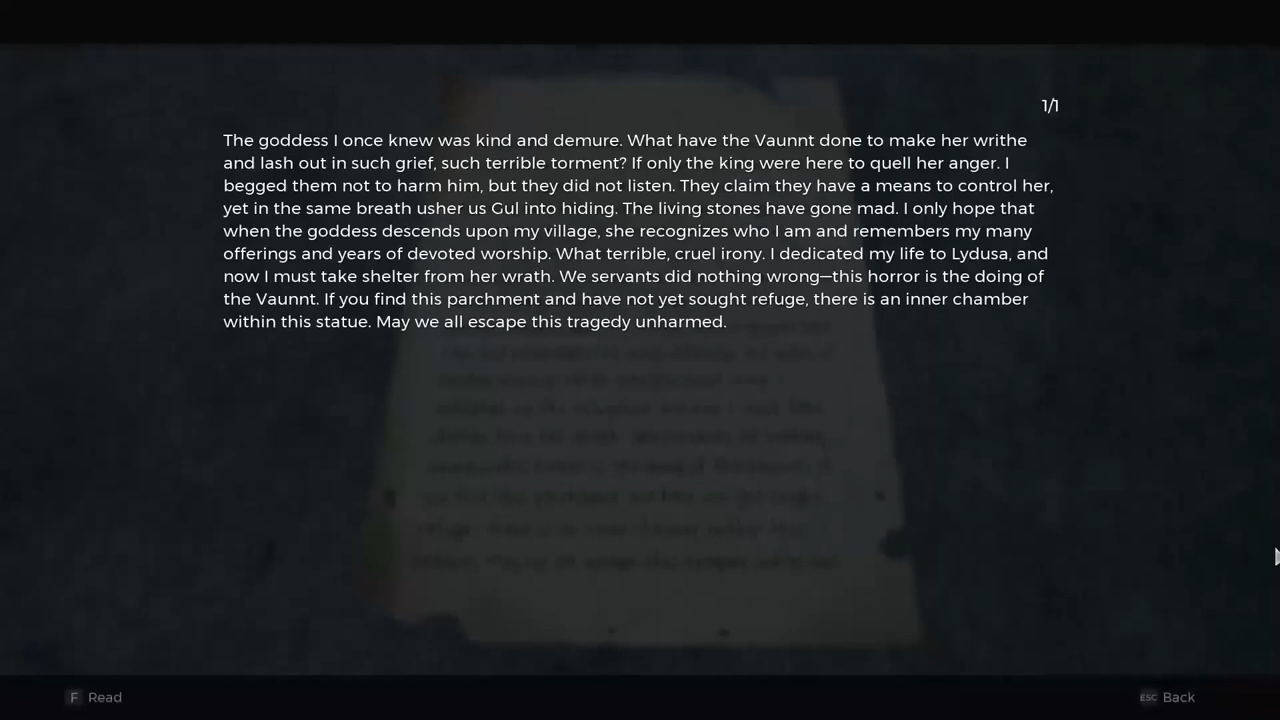 1/1
The goddess I once knew was kind and demure. What have the Vaunnt done to make her writhe
and lash out in such grief, such terrible torment? If only the king were here to quell her anger. I
begged them not to harm him, but they did not listen. They claim they have a means to control her,
yet in the same breath usher us Gul into hiding. The living stones have gone mad. I only hope that
when the goddess descends upon my village, she recognizes who I am and remembers my many
offerings and years of devoted worship. What terrible, cruel irony. I dedicated my life to Lydusa, and
now I must take shelter from her wrath. We servants did nothing wrong—this horror is the doing of
the Vaunnt. If you find this parchment and have not yet sought refuge, there is an inner chamber
within this statue. May we all escape this tragedy unharmed.
F Read
ESC Back